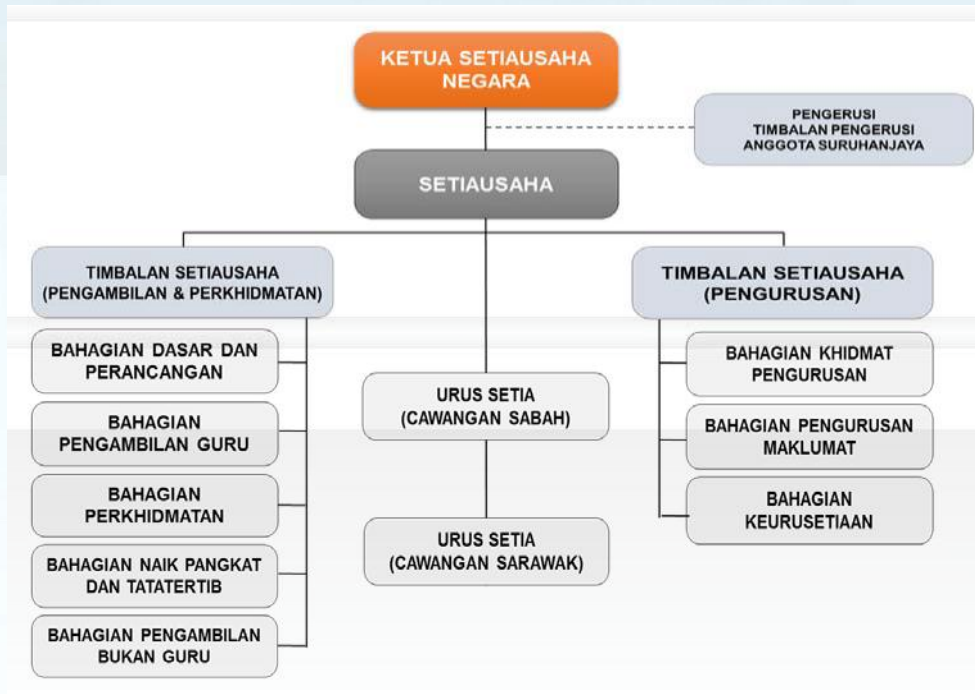 KETUA SETIAUSAHA
NEGARA
PENGERUSI
TIMBALAN PENGERUSI
ANGGOTA SURUHANJAYA
SETIAUSAHA
TIMBALAN SETIAUSAHA
(PENGAMBILAN & PERKHIDMATAN)
BAHAGIAN DASAR DAN
PERANCANGAN
BAHAGIAN
PENGAMBILAN GURU
BAHAGIAN
PERKHIDMATAN
BAHAGIAN NAIK PANGKAT
DAN TATATERTIB
BAHAGIAN PENGAMBILAN
BUKAN GURU
URUS SETIA
(CAWANGAN SABAH)
URUS SETIA
(CAWANGAN SARAWAK)
TIMBALAN SETIAUSAHA
(PENGURUSAN)
BAHAGIAN KHIDMAT
PENGURUSAN
BAHAGIAN PENGURUSAN
MAKLUMAT
BAHAGIAN
KEURUSETIAAN